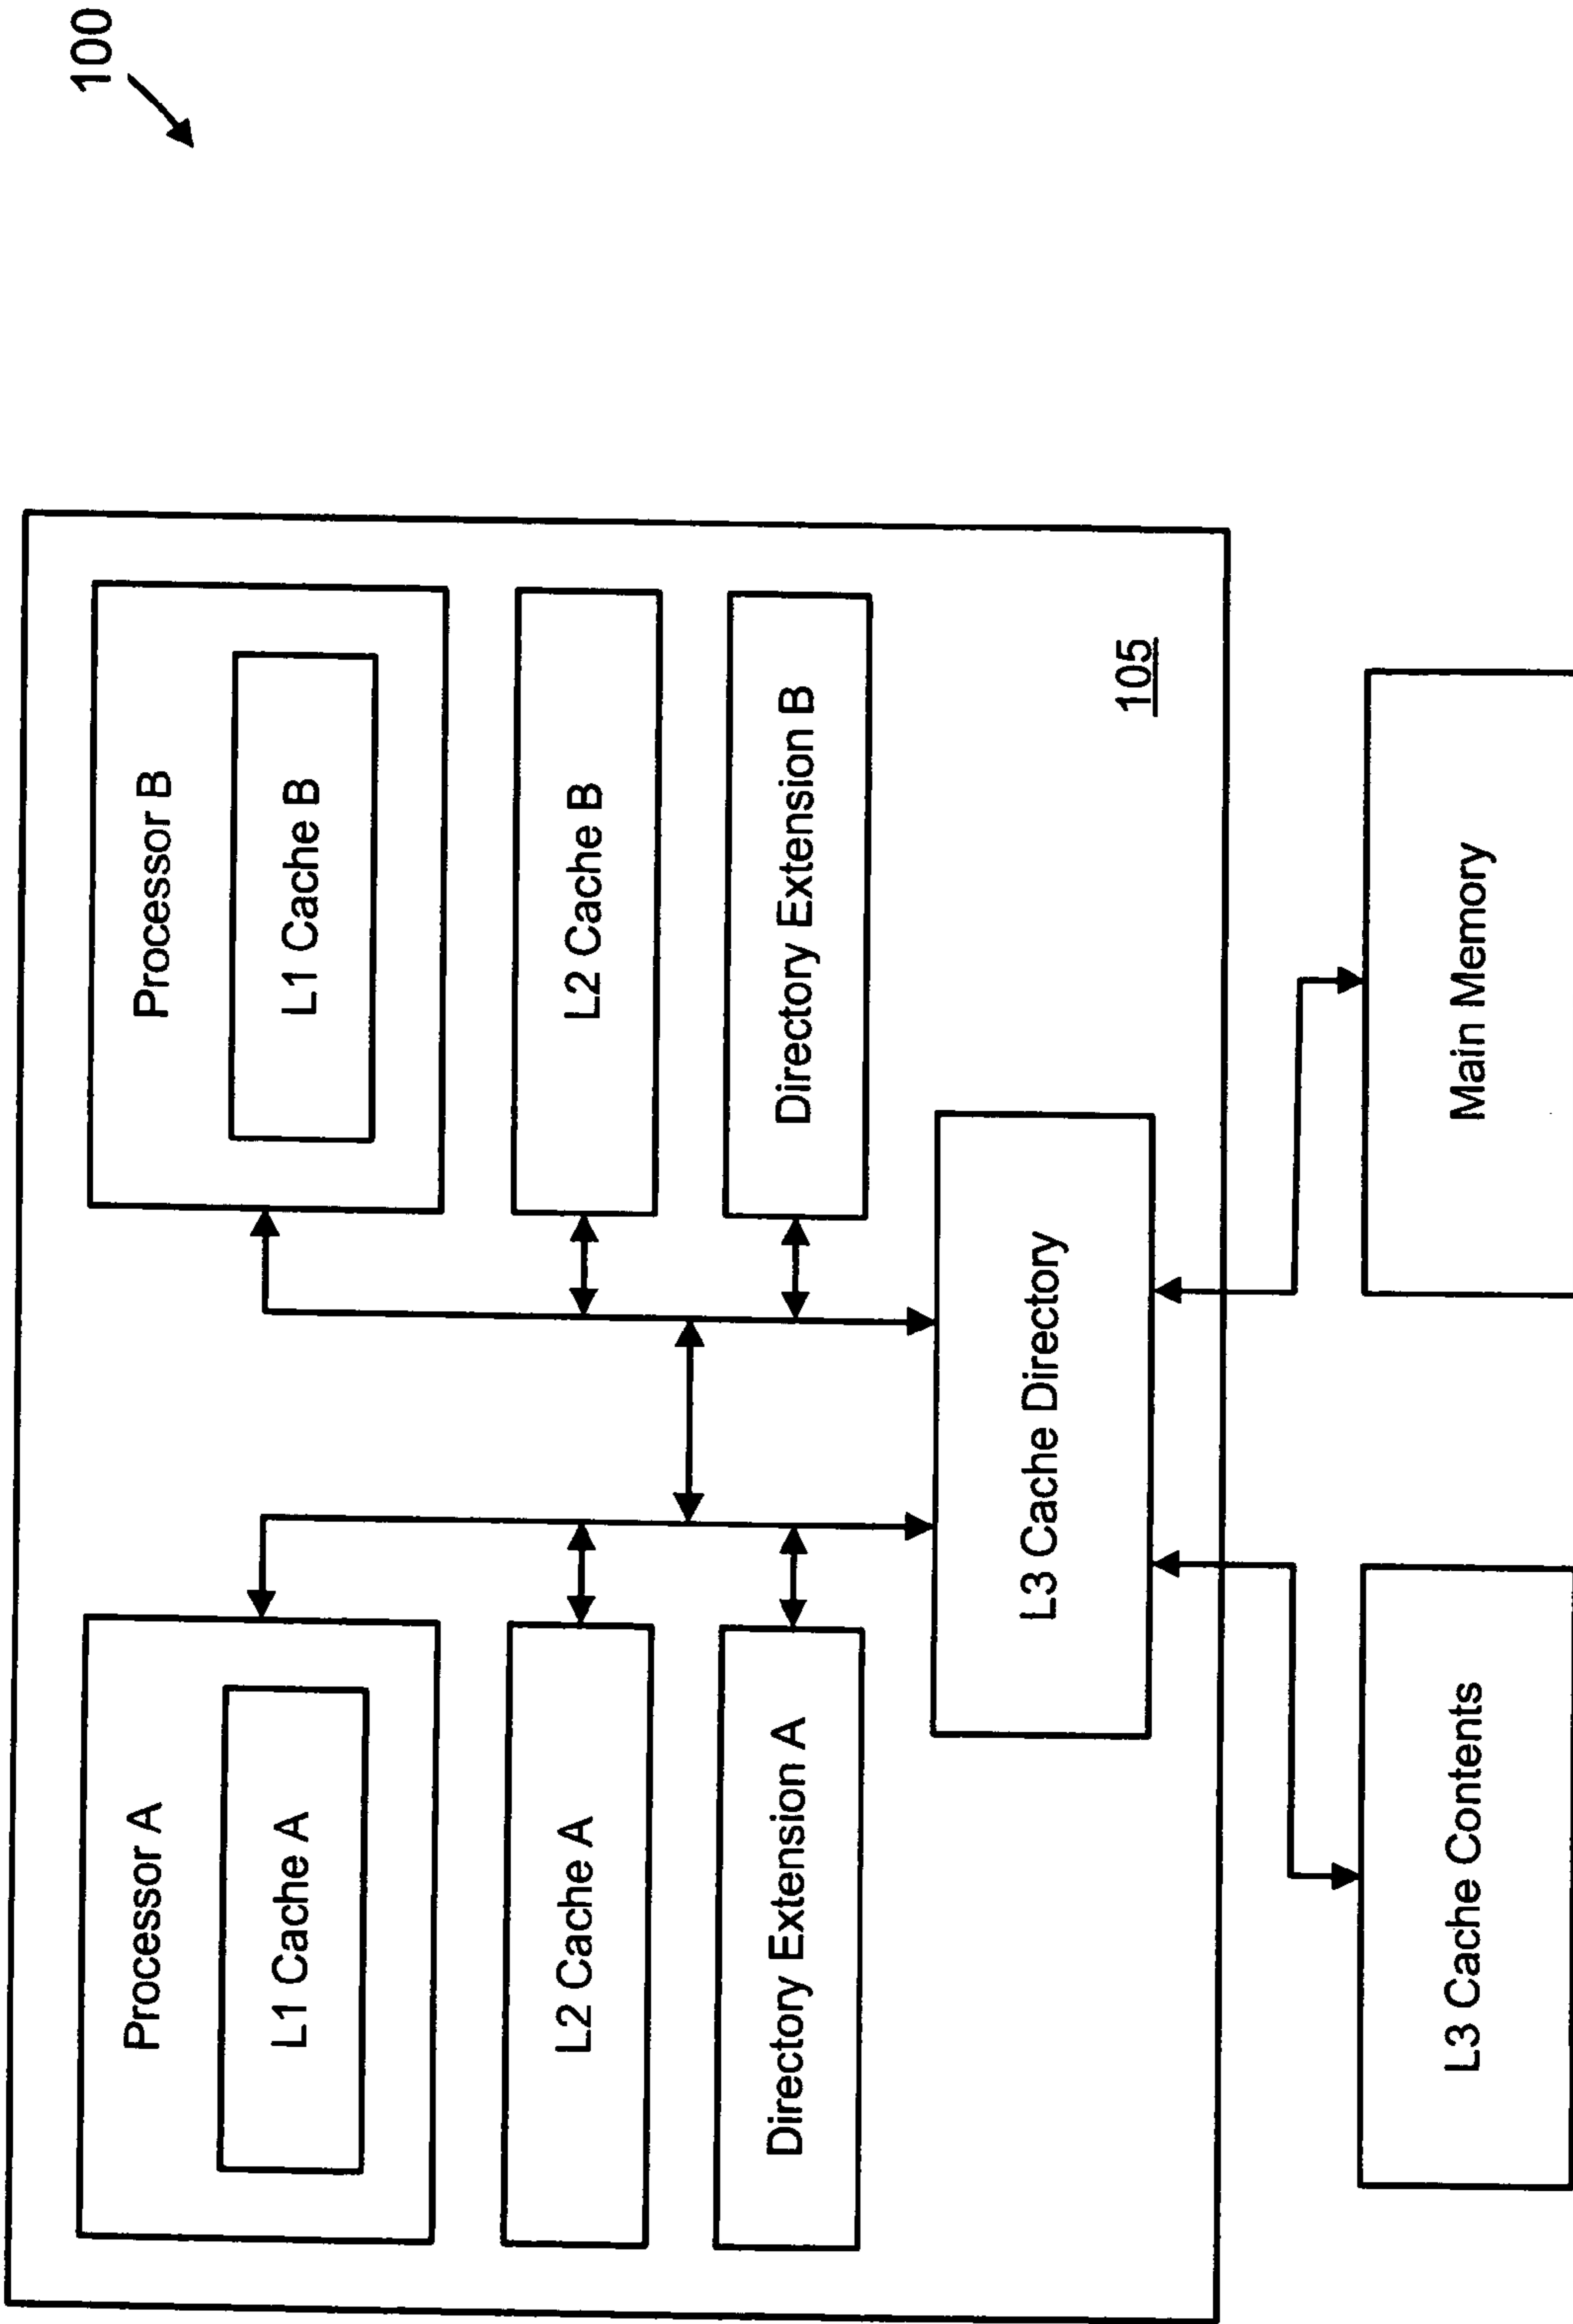 100
Processor A
Processor B
L1 Cache A
L1 Cache B
L2 Cache A
L2 Cache B
Directory Extension A
Directory Extension B
L3 Cache Directory
105
L3 Cache Contents
Main Memory